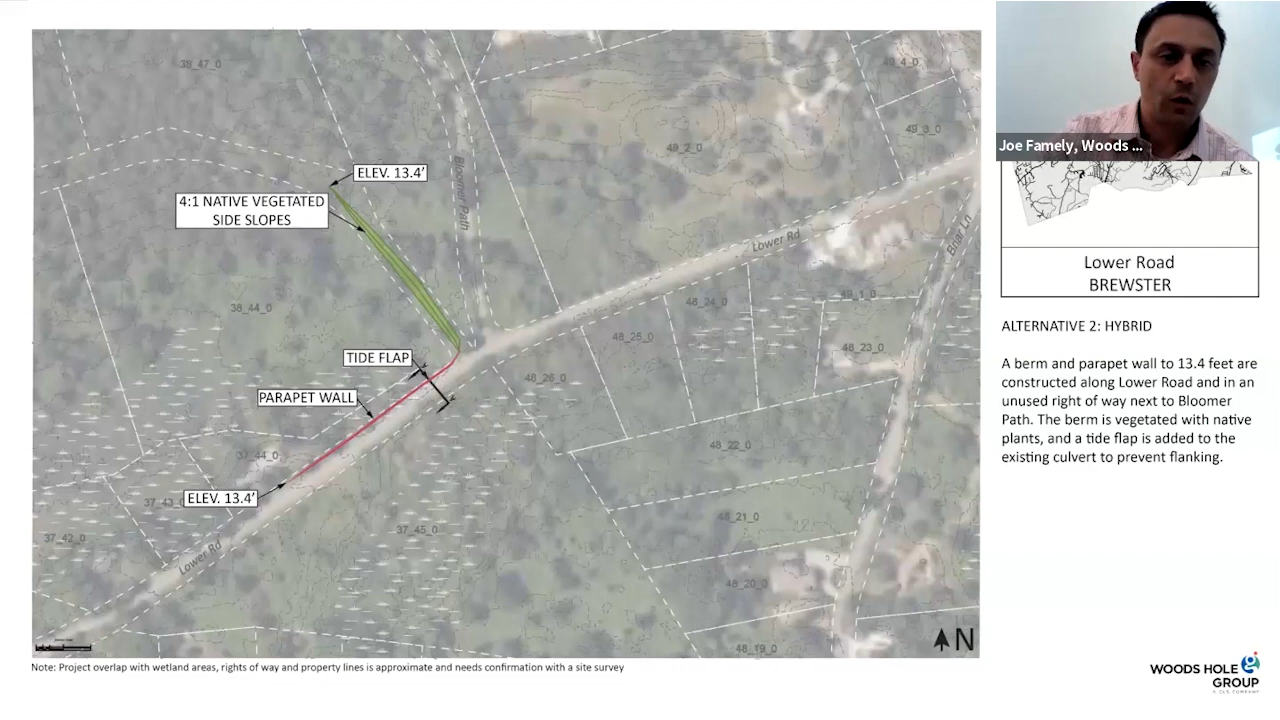 38_47_0
49_4_0
49_3_0
49_2_0
Joe Famely, Woods ...
ELEV. 13.4'
Bloomer Path
4:1 NATIVE VEGETATED
SIDE SLOPES
Briar Ln
Lower Rd
Lower Road
BREWSTER
38_44_0
48_24_0
49_1_0
ALTERNATIVE 2: HYBRID
48_25_0
48_23_0
TIDE FLAP
A berm and parapet wall to 13.4 feet are
constructed along Lower Road and in an
unused right of way next to Bloomer
Path. The berm is vegetated with native
plants, and a tide flap is added to the
existing culvert to prevent flanking.
48_26_0
PARAPET WALL
48_22_0
37_44_0
ELEV. 13.4'
37_43_0
37_45_0
48_21_0
37_42_0
Lower Rd
48_20_0
48_19_0
N
Note: Project overlap with wetland areas, rights of way and property lines is approximate and needs confirmation with a site survey
WOODS HOLE
GROUP
A CLS COMPANY